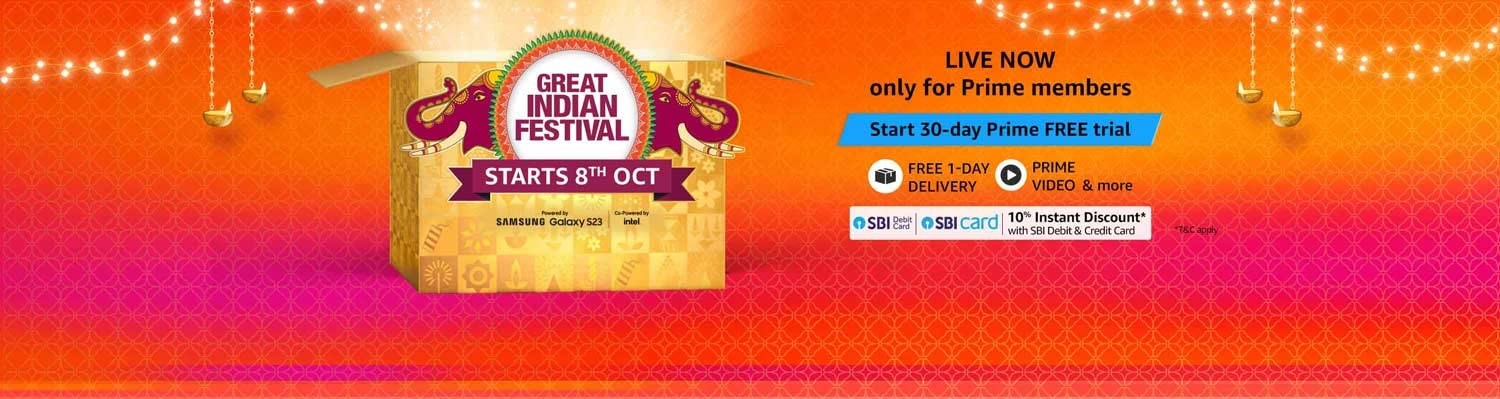 GREAT
INDIAN
FESTIVAL
STARTS 8TH OCT
Powered by
SAMSUNG Galaxy S23
Co-Powered by
intel
LIVE NOW
only for Prime members
Start 30-day Prime FREE trial
FREE 1-DAY
DELIVERY
PRIME
VIDEO & more
SBI Debit
Card
SBI card
10% Instant Discount*
with SBI Debit & Credit Card
*T&C apply